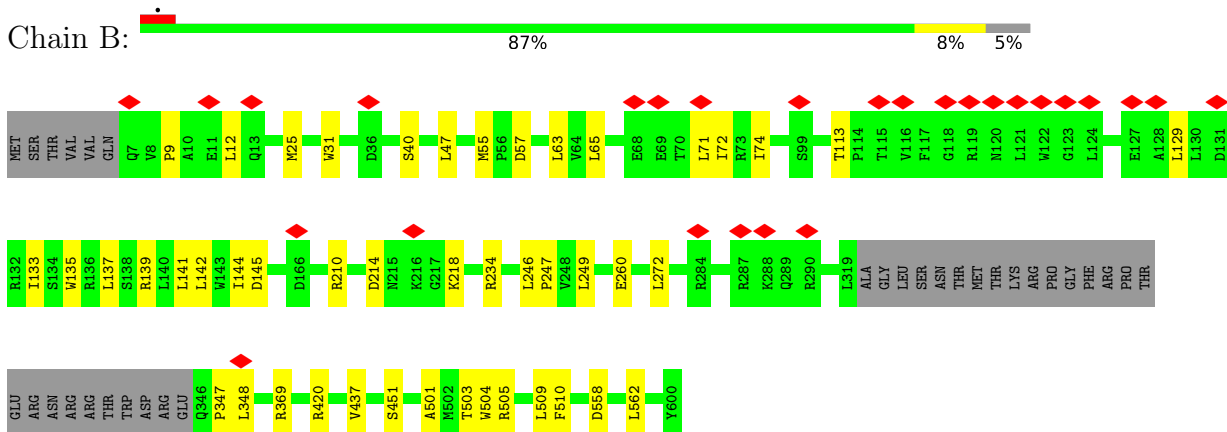 Chain B:
87% 8% 5%
MET SER THR VAL VAL GLN Q7 V8 P9 A10 E11 L12 Q13 M25 W31 D36 S40 L47 M55 P56 D57 L63 V64 L65 E68 E69 T70 L71 I72 R73 I74 S99 T113 P114 T115 V116 F117 G118 R119 N120 L121 W122 G123 L124 E127 A128 L129 L130 D131
R132 I133 S134 W135 R136 L137 S138 R139 L140 L141 L142 W143 I144 D145 D166 R210 D214 N215 K216 G217 K218 R234 L246 P247 V248 L249 E260 L272 R284 R287 K288 Q289 R290 L319 ALA GLY LEU SER ASN THR MET THR LYS ARG PRO GLY PHE ARG PRO THR
GLU ARG ASN ARG ARG THR TRP ASP ARG GLU Q346 P347 L348 R369 R420 V437 S451 A501 M502 T503 W504 R505 L509 F510 D558 L562 Y600